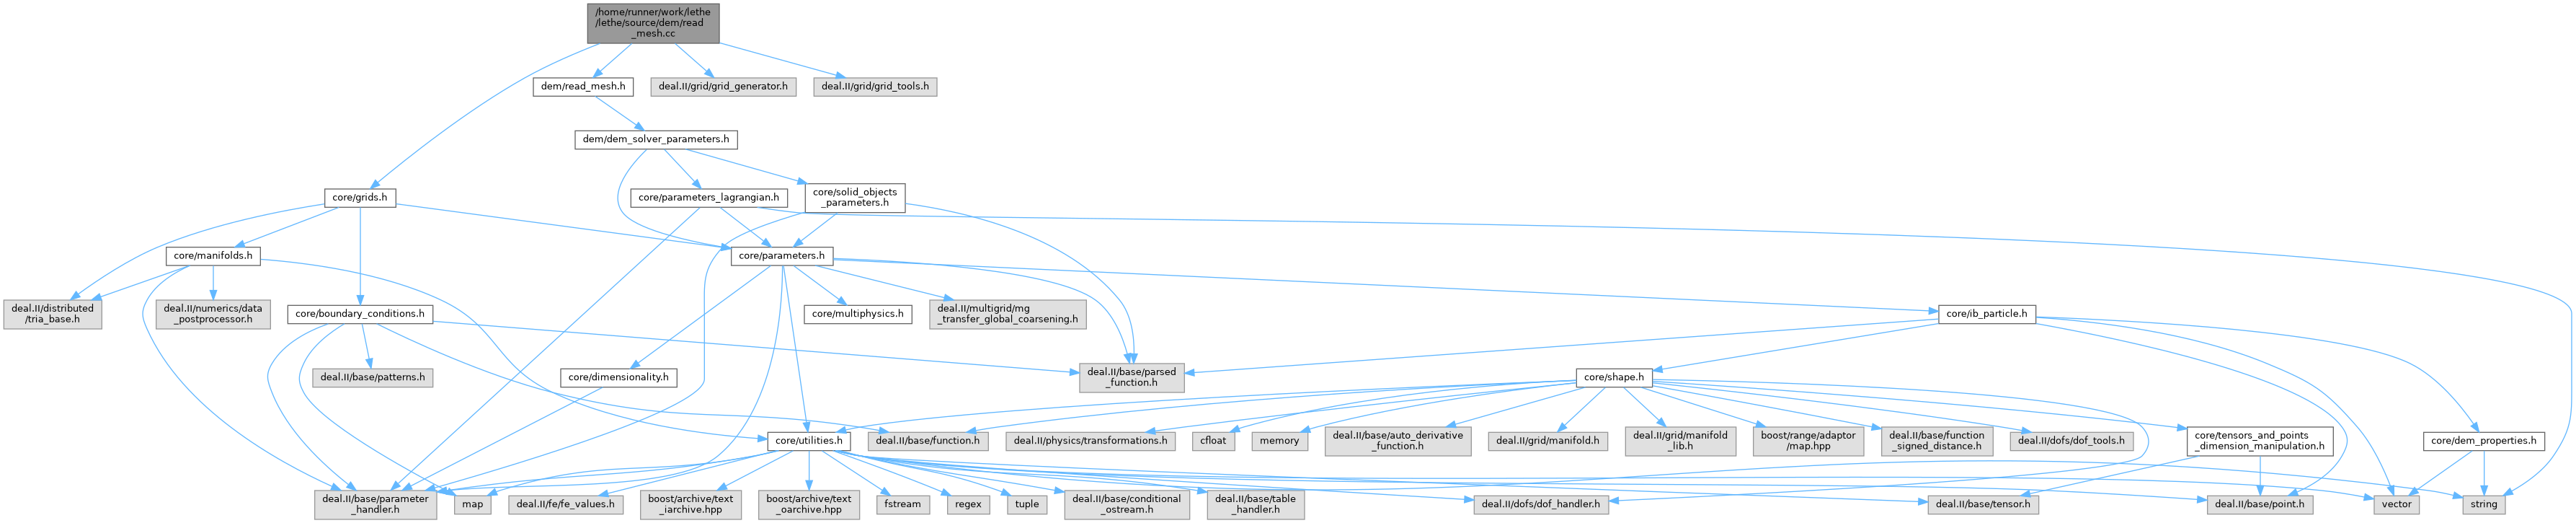 /home/runner/work/lethe
/lethe/source/dem/read
_mesh.cc
dem/read_mesh.h
deal.II/grid/grid_generator.h
deal.II/grid/grid_tools.h
dem/dem_solver_parameters.h
core/grids.h
core/parameters_lagrangian.h
core/solid_objects
_parameters.h
core/manifolds.h
core/parameters.h
deal.II/distributed
/tria_base.h
deal.II/numerics/data
_postprocessor.h
core/boundary_conditions.h
core/multiphysics.h
deal.II/multigrid/mg
_transfer_global_coarsening.h
core/ib_particle.h
deal.II/base/patterns.h
core/dimensionality.h
deal.II/base/parsed
_function.h
core/shape.h
core/utilities.h
deal.II/base/function.h
deal.II/physics/transformations.h
cfloat
memory
deal.II/base/auto_derivative
_function.h
deal.II/grid/manifold.h
deal.II/grid/manifold
_lib.h
boost/range/adaptor
/map.hpp
deal.II/base/function
_signed_distance.h
deal.II/dofs/dof_tools.h
core/tensors_and_points
_dimension_manipulation.h
core/dem_properties.h
deal.II/base/parameter
_handler.h
map
deal.II/fe/fe_values.h
boost/archive/text
_iarchive.hpp
boost/archive/text
_oarchive.hpp
fstream
regex
tuple
deal.II/base/conditional
_ostream.h
deal.II/base/table
_handler.h
deal.II/dofs/dof_handler.h
deal.II/base/tensor.h
deal.II/base/point.h
vector
string